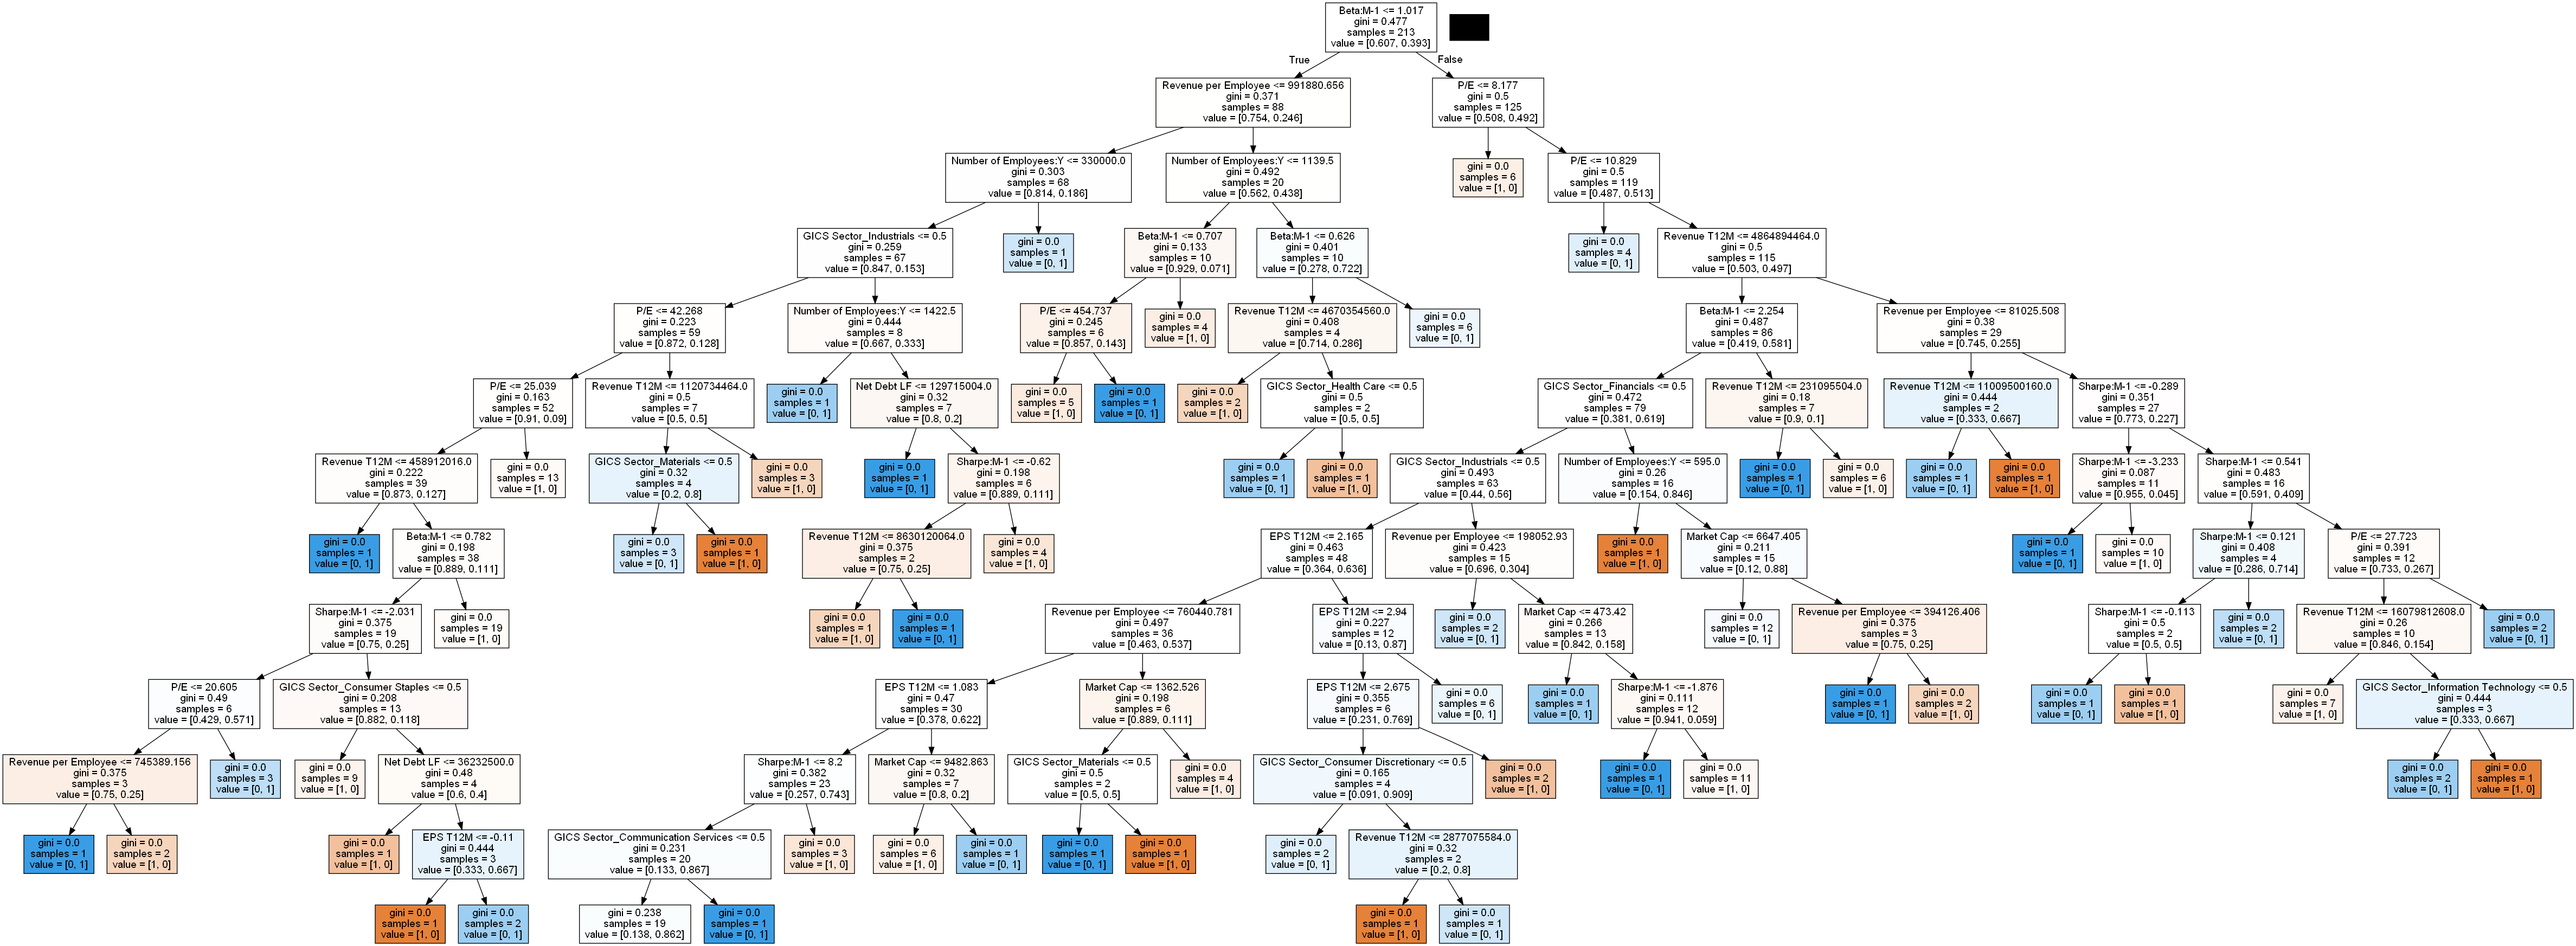 Beta:M-1 <= 1.017
gini = 0.477
samples = 213
value = [0.607, 0.393]
True
False
Revenue per Employee <= 991880.656
gini = 0.371
samples = 88
value = [0.754, 0.246]
P/E <= 8.177
gini = 0.5
samples = 125
value = [0.508, 0.492]
Number of Employees:Y <= 330000.0
gini = 0.303
samples = 68
value = [0.814, 0.186]
Number of Employees:Y <= 1139.5
gini = 0.492
samples = 20
value = [0.562, 0.438]
gini = 0.0
samples = 6
value = [1, 0]
P/E <= 10.829
gini = 0.5
samples = 119
value = [0.487, 0.513]
GICS Sector_Industrials <= 0.5
gini = 0.259
samples = 67
value = [0.847, 0.153]
gini = 0.0
samples = 1
value = [0, 1]
Beta:M-1 <= 0.707
gini = 0.133
samples = 10
value = [0.929, 0.071]
Beta:M-1 <= 0.626
gini = 0.401
samples = 10
value = [0.278, 0.722]
gini = 0.0
samples = 4
value = [0, 1]
Revenue T12M <= 4864894464.0
gini = 0.5
samples = 115
value = [0.503, 0.497]
P/E <= 42.268
gini = 0.223
samples = 59
value = [0.872, 0.128]
Number of Employees:Y <= 1422.5
gini = 0.444
samples = 8
value = [0.667, 0.333]
P/E <= 454.737
gini = 0.245
samples = 6
value = [0.857, 0.143]
gini = 0.0
samples = 4
value = [1, 0]
Revenue T12M <= 4670354560.0
gini = 0.408
samples = 4
value = [0.714, 0.286]
gini = 0.0
samples = 6
value = [0, 1]
Beta:M-1 <= 2.254
gini = 0.487
samples = 86
value = [0.419, 0.581]
Revenue per Employee <= 81025.508
gini = 0.38
samples = 29
value = [0.745, 0.255]
P/E <= 25.039
gini = 0.163
samples = 52
value = [0.91, 0.09]
Revenue T12M <= 1120734464.0
gini = 0.5
samples = 7
value = [0.5, 0.5]
gini = 0.0
samples = 1
value = [0, 1]
Net Debt LF <= 129715004.0
gini = 0.32
samples = 7
value = [0.8, 0.2]
gini = 0.0
samples = 5
value = [1, 0]
gini = 0.0
samples = 1
value = [0, 1]
gini = 0.0
samples = 2
value = [1, 0]
GICS Sector_Health Care <= 0.5
gini = 0.5
samples = 2
value = [0.5, 0.5]
GICS Sector_Financials <= 0.5
gini = 0.472
samples = 79
value = [0.381, 0.619]
Revenue T12M <= 231095504.0
gini = 0.18
samples = 7
value = [0.9, 0.1]
Revenue T12M <= 11009500160.0
gini = 0.444
samples = 2
value = [0.333, 0.667]
Sharpe:M-1 <= -0.289
gini = 0.351
samples = 27
value = [0.773, 0.227]
Revenue T12M <= 458912016.0
gini = 0.222
samples = 39
value = [0.873, 0.127]
gini = 0.0
samples = 13
value = [1, 0]
GICS Sector_Materials <= 0.5
gini = 0.32
samples = 4
value = [0.2, 0.8]
gini = 0.0
samples = 3
value = [1, 0]
gini = 0.0
samples = 1
value = [0, 1]
Sharpe:M-1 <= -0.62
gini = 0.198
samples = 6
value = [0.889, 0.111]
gini = 0.0
samples = 1
value = [0, 1]
gini = 0.0
samples = 1
value = [1, 0]
GICS Sector_Industrials <= 0.5
gini = 0.493
samples = 63
value = [0.44, 0.56]
Number of Employees:Y <= 595.0
gini = 0.26
samples = 16
value = [0.154, 0.846]
gini = 0.0
samples = 1
value = [0, 1]
gini = 0.0
samples = 6
value = [1, 0]
gini = 0.0
samples = 1
value = [0, 1]
gini = 0.0
samples = 1
value = [1, 0]
Sharpe:M-1 <= -3.233
gini = 0.087
samples = 11
value = [0.955, 0.045]
Sharpe:M-1 <= 0.541
gini = 0.483
samples = 16
value = [0.591, 0.409]
gini = 0.0
samples = 1
value = [0, 1]
Beta:M-1 <= 0.782
gini = 0.198
samples = 38
value = [0.889, 0.111]
gini = 0.0
samples = 3
value = [0, 1]
gini = 0.0
samples = 1
value = [1, 0]
Revenue T12M <= 8630120064.0
gini = 0.375
samples = 2
value = [0.75, 0.25]
gini = 0.0
samples = 4
value = [1, 0]
EPS T12M <= 2.165
gini = 0.463
samples = 48
value = [0.364, 0.636]
Revenue per Employee <= 198052.93
gini = 0.423
samples = 15
value = [0.696, 0.304]
gini = 0.0
samples = 1
value = [1, 0]
Market Cap <= 6647.405
gini = 0.211
samples = 15
value = [0.12, 0.88]
gini = 0.0
samples = 1
value = [0, 1]
gini = 0.0
samples = 10
value = [1, 0]
Sharpe:M-1 <= 0.121
gini = 0.408
samples = 4
value = [0.286, 0.714]
P/E <= 27.723
gini = 0.391
samples = 12
value = [0.733, 0.267]
Sharpe:M-1 <= -2.031
gini = 0.375
samples = 19
value = [0.75, 0.25]
gini = 0.0
samples = 19
value = [1, 0]
gini = 0.0
samples = 1
value = [1, 0]
gini = 0.0
samples = 1
value = [0, 1]
Revenue per Employee <= 760440.781
gini = 0.497
samples = 36
value = [0.463, 0.537]
EPS T12M <= 2.94
gini = 0.227
samples = 12
value = [0.13, 0.87]
gini = 0.0
samples = 2
value = [0, 1]
Market Cap <= 473.42
gini = 0.266
samples = 13
value = [0.842, 0.158]
gini = 0.0
samples = 12
value = [0, 1]
Revenue per Employee <= 394126.406
gini = 0.375
samples = 3
value = [0.75, 0.25]
Sharpe:M-1 <= -0.113
gini = 0.5
samples = 2
value = [0.5, 0.5]
gini = 0.0
samples = 2
value = [0, 1]
Revenue T12M <= 16079812608.0
gini = 0.26
samples = 10
value = [0.846, 0.154]
gini = 0.0
samples = 2
value = [0, 1]
P/E <= 20.605
gini = 0.49
samples = 6
value = [0.429, 0.571]
GICS Sector_Consumer Staples <= 0.5
gini = 0.208
samples = 13
value = [0.882, 0.118]
EPS T12M <= 1.083
gini = 0.47
samples = 30
value = [0.378, 0.622]
Market Cap <= 1362.526
gini = 0.198
samples = 6
value = [0.889, 0.111]
EPS T12M <= 2.675
gini = 0.355
samples = 6
value = [0.231, 0.769]
gini = 0.0
samples = 6
value = [0, 1]
gini = 0.0
samples = 1
value = [0, 1]
Sharpe:M-1 <= -1.876
gini = 0.111
samples = 12
value = [0.941, 0.059]
gini = 0.0
samples = 1
value = [0, 1]
gini = 0.0
samples = 2
value = [1, 0]
gini = 0.0
samples = 1
value = [0, 1]
gini = 0.0
samples = 1
value = [1, 0]
gini = 0.0
samples = 7
value = [1, 0]
GICS Sector_Information Technology <= 0.5
gini = 0.444
samples = 3
value = [0.333, 0.667]
Revenue per Employee <= 745389.156
gini = 0.375
samples = 3
value = [0.75, 0.25]
gini = 0.0
samples = 3
value = [0, 1]
gini = 0.0
samples = 9
value = [1, 0]
Net Debt LF <= 36232500.0
gini = 0.48
samples = 4
value = [0.6, 0.4]
Sharpe:M-1 <= 8.2
gini = 0.382
samples = 23
value = [0.257, 0.743]
Market Cap <= 9482.863
gini = 0.32
samples = 7
value = [0.8, 0.2]
GICS Sector_Materials <= 0.5
gini = 0.5
samples = 2
value = [0.5, 0.5]
gini = 0.0
samples = 4
value = [1, 0]
GICS Sector_Consumer Discretionary <= 0.5
gini = 0.165
samples = 4
value = [0.091, 0.909]
gini = 0.0
samples = 2
value = [1, 0]
gini = 0.0
samples = 1
value = [0, 1]
gini = 0.0
samples = 11
value = [1, 0]
gini = 0.0
samples = 2
value = [0, 1]
gini = 0.0
samples = 1
value = [1, 0]
gini = 0.0
samples = 1
value = [0, 1]
gini = 0.0
samples = 2
value = [1, 0]
gini = 0.0
samples = 1
value = [1, 0]
EPS T12M <= -0.11
gini = 0.444
samples = 3
value = [0.333, 0.667]
GICS Sector_Communication Services <= 0.5
gini = 0.231
samples = 20
value = [0.133, 0.867]
gini = 0.0
samples = 3
value = [1, 0]
gini = 0.0
samples = 6
value = [1, 0]
gini = 0.0
samples = 1
value = [0, 1]
gini = 0.0
samples = 1
value = [0, 1]
gini = 0.0
samples = 1
value = [1, 0]
gini = 0.0
samples = 2
value = [0, 1]
Revenue T12M <= 2877075584.0
gini = 0.32
samples = 2
value = [0.2, 0.8]
gini = 0.0
samples = 1
value = [1, 0]
gini = 0.0
samples = 2
value = [0, 1]
gini = 0.238
samples = 19
value = [0.138, 0.862]
gini = 0.0
samples = 1
value = [0, 1]
gini = 0.0
samples = 1
value = [1, 0]
gini = 0.0
samples = 1
value = [0, 1]